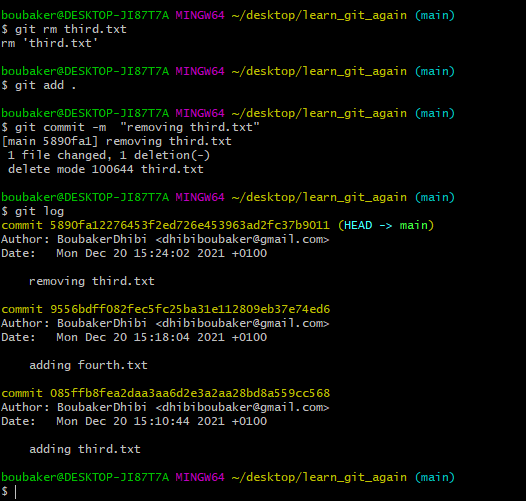 boubaker@DESKTOP-JI87T7A MINGW64 ~/desktop/learn_git_again (main)
$ git rm third.txt
rm 'third.txt'
boubaker@DESKTOP-JI87T7A MINGW64 ~/desktop/learn_git_again (main)
$ git add .
boubaker@DESKTOP-JI87T7A MINGW64 ~/desktop/learn_git_again (main)
$ git commit -m  "removing third.txt"
[main 5890fa1] removing third.txt
 1 file changed, 1 deletion(-)
 delete mode 100644 third.txt
boubaker@DESKTOP-JI87T7A MINGW64 ~/desktop/learn_git_again (main)
$ git log
commit 5890fa12276453f2ed726e453963ad2fc37b9011 (HEAD -> main)
Author: BoubakerDhibi <dhibiboubaker@gmail.com>
Date:   Mon Dec 20 15:24:02 2021 +0100
    removing third.txt
commit 9556bdff082fec5fc25ba31e112809eb37e74ed6
Author: BoubakerDhibi <dhibiboubaker@gmail.com>
Date:   Mon Dec 20 15:18:04 2021 +0100
    adding fourth.txt
commit 085ffb8fea2daa3aa6d2e3a2aa28bd8a559cc568
Author: BoubakerDhibi <dhibiboubaker@gmail.com>
Date:   Mon Dec 20 15:10:44 2021 +0100
    adding third.txt
boubaker@DESKTOP-JI87T7A MINGW64 ~/desktop/learn_git_again (main)
$